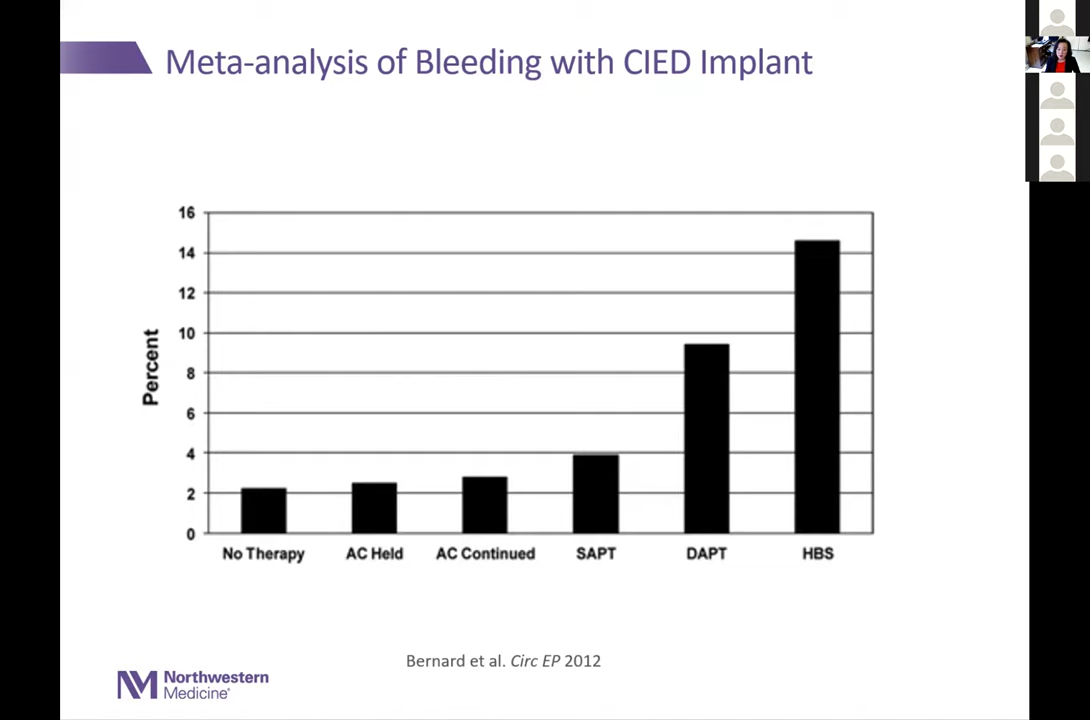 Meta-analysis of Bleeding with CIED Implant
16
14
12
10
8
6
4
2
0
Percent
No Therapy
AC Held
AC Continued
SAPT
DAPT
HBS
Bernard et al. Circ EP 2012
Northwestern
Medicine®